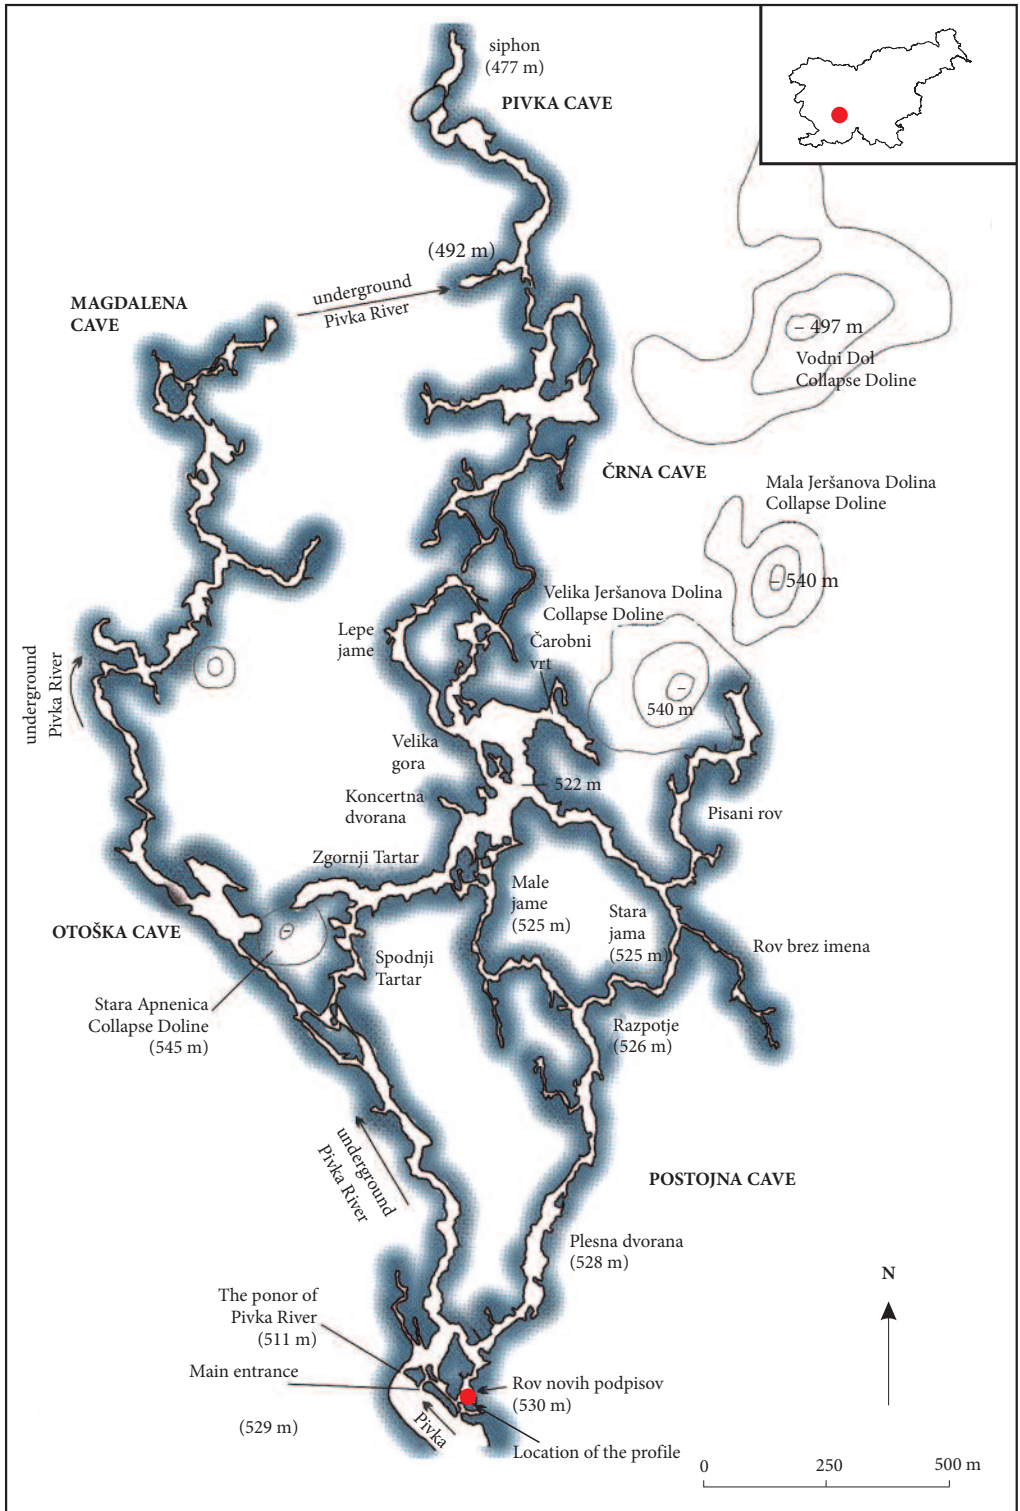 siphon
(477 m)
PIVKA CAVE
(492 m)
underground
Pivka River
MAGDALENA
CAVE
– 497 m
Vodni Dol
Collapse Doline
ČRNA CAVE
Mala Jeršanova Dolina
Collapse Doline
– 540 m
Velika Jeršanova Dolina
Collapse Doline
Čarobni
vrt
Lepe
jame
underground
Pivka River
–
540 m
Velika
gora
522 m
Koncertna
dvorana
Pisani rov
Zgornji Tartar
Male
jame
(525 m)
Stara
jama
(525 m)
OTOŠKA CAVE
–
Rov brez imena
Spodnji
Tartar
Stara Apnenica
Collapse Doline
(545 m)
Razpotje
(526 m)
underground
Pivka River
POSTOJNA CAVE
Plesna dvorana
(528 m)
N
The ponor of
Pivka River
(511 m)
Main entrance
Rov novih podpisov
(530 m)
(529 m)
Pivka
Location of the profile
0 250 500 m